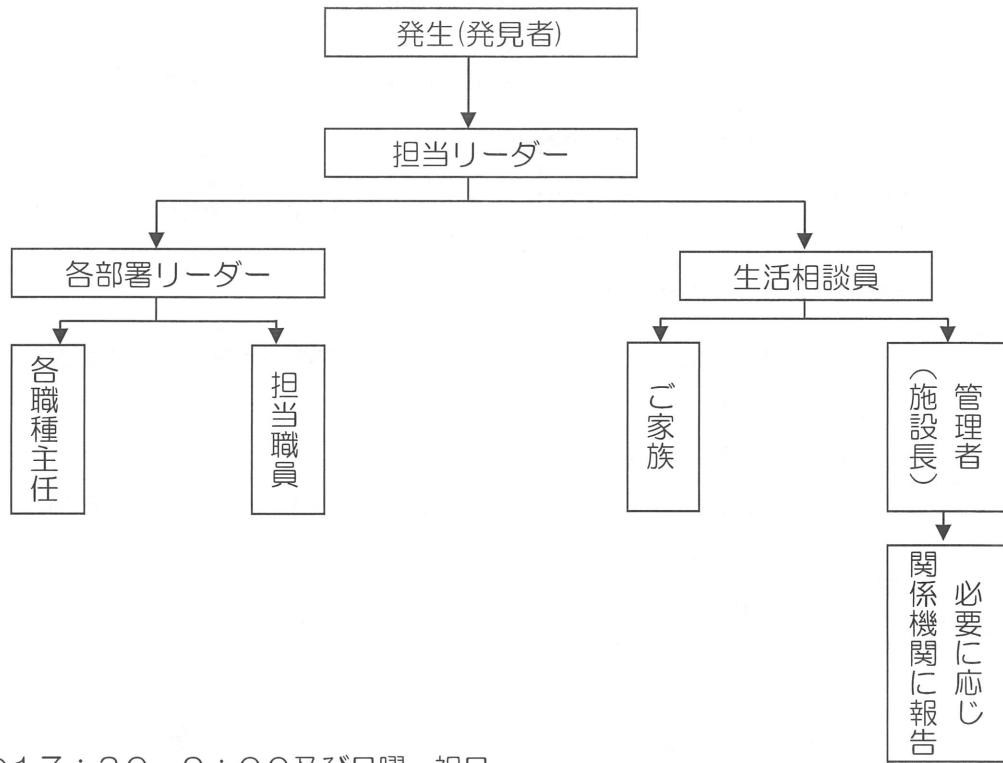 発生(発見者)
担当リーダー
各部署リーダー
生活相談員
各職種主任
担当職員
ご家族
管理者
(施設長)
必要に応じ
関係機関に報告
17:30